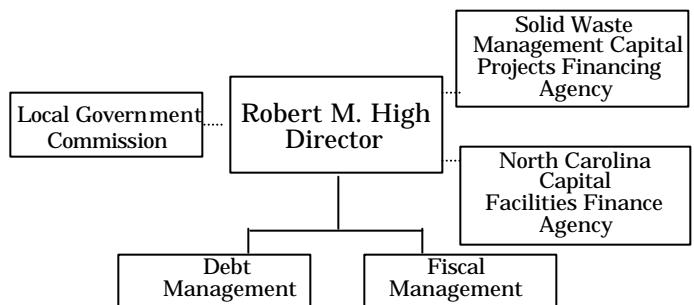 Solid Waste
Management Capital
Projects Financing
Agency
Local Government
Commission
Robert M. High
Director
North Carolina
Capital
Facilities Finance
Agency
Debt
Management
Fiscal
Management